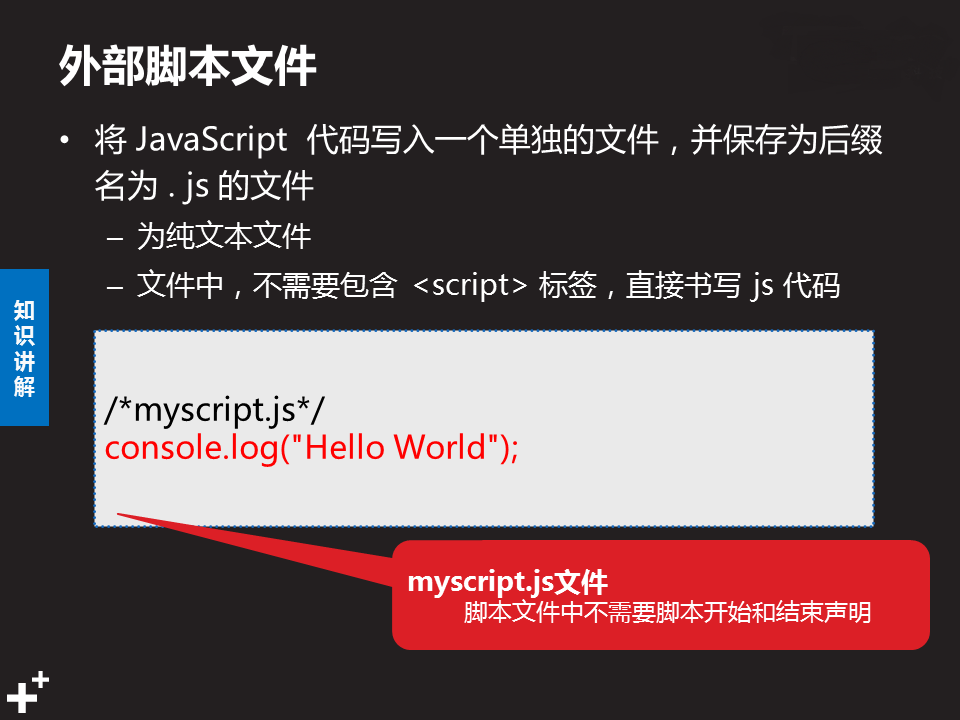 外部脚本文件
• 将 JavaScript 代码写入一个单独的文件，并保存为后缀
名为 . js 的文件
– 为纯文本文件
– 文件中，不需要包含 <script> 标签，直接书写 js 代码
知
识
讲
解
/*myscript.js*/
console.log("Hello World");
myscript.js文件
脚本文件中不需要脚本开始和结束声明